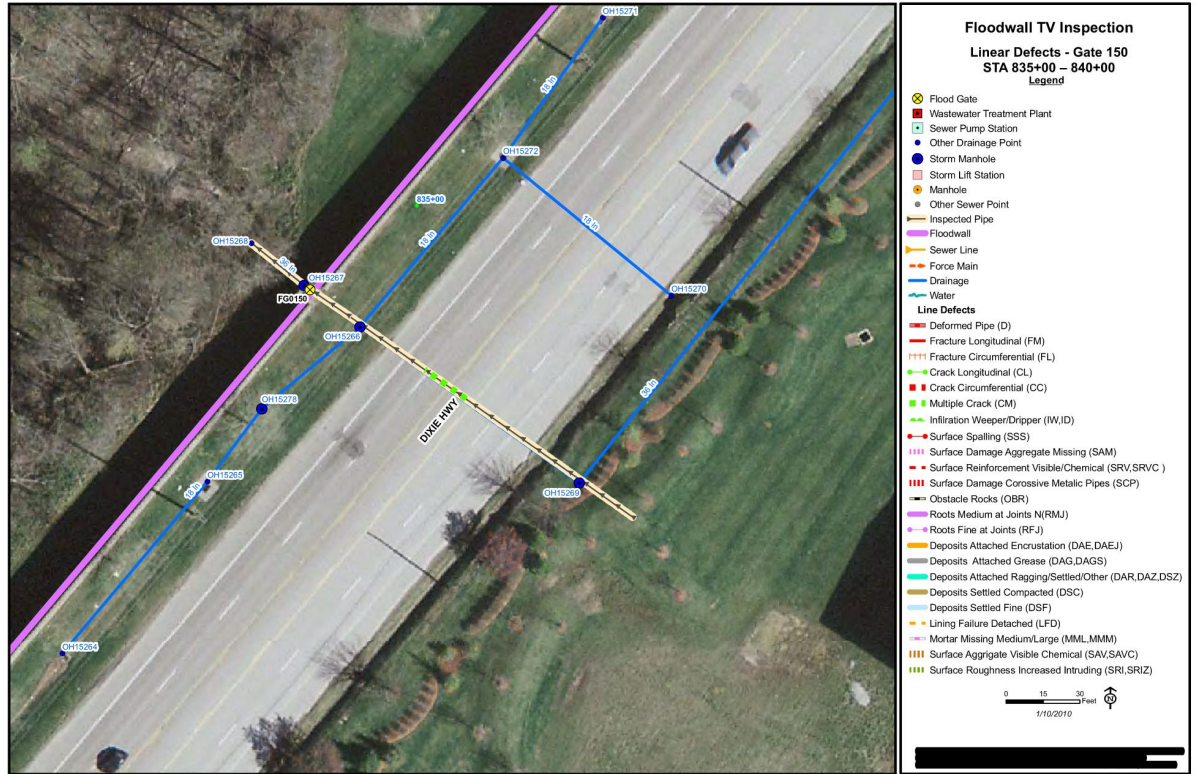 OH15271
18 In
OH15272
835+00
18 In
18 In
OH15268
36 In
OH15267
FG0150
OH15270
OH15266
DIXIE HWY
36 In
OH15278
OH15265
18 In
OH15269
OH15264
Floodwall TV Inspection
Linear Defects - Gate 150
STA 835+00 – 840+00
Legend
Flood Gate
Wastewater Treatment Plant
Sewer Pump Station
Other Drainage Point
Storm Manhole
Storm Lift Station
Manhole
Other Sewer Point
Inspected Pipe
Floodwall
Sewer Line
Force Main
Drainage
Water
Line Defects
Deformed Pipe (D)
Fracture Longitudinal (FM)
Fracture Circumferential (FL)
Crack Longitudinal (CL)
Crack Circumferential (CC)
Multiple Crack (CM)
Infilration Weeper/Dripper (IW,ID)
Surface Spalling (SSS)
Surface Damage Aggregate Missing (SAM)
Surface Reinforcement Visible/Chemical (SRV,SRVC )
Surface Damage Corossive Metalic Pipes (SCP)
Obstacle Rocks (OBR)
Roots Medium at Joints N(RMJ)
Roots Fine at Joints (RFJ)
Deposits Attached Encrustation (DAE,DAEJ)
Deposits Attached Grease (DAG,DAGS)
Deposits Attached Ragging/Settled/Other (DAR,DAZ,DSZ)
Deposits Settled Compacted (DSC)
Deposits Settled Fine (DSF)
Lining Failure Detached (LFD)
Mortar Missing Medium/Large (MML,MMM)
Surface Aggrigate Visible Chemical (SAV,SAVC)
Surface Roughness Increased Intruding (SRI,SRIZ)
0 15 30
Feet
N
1/10/2010